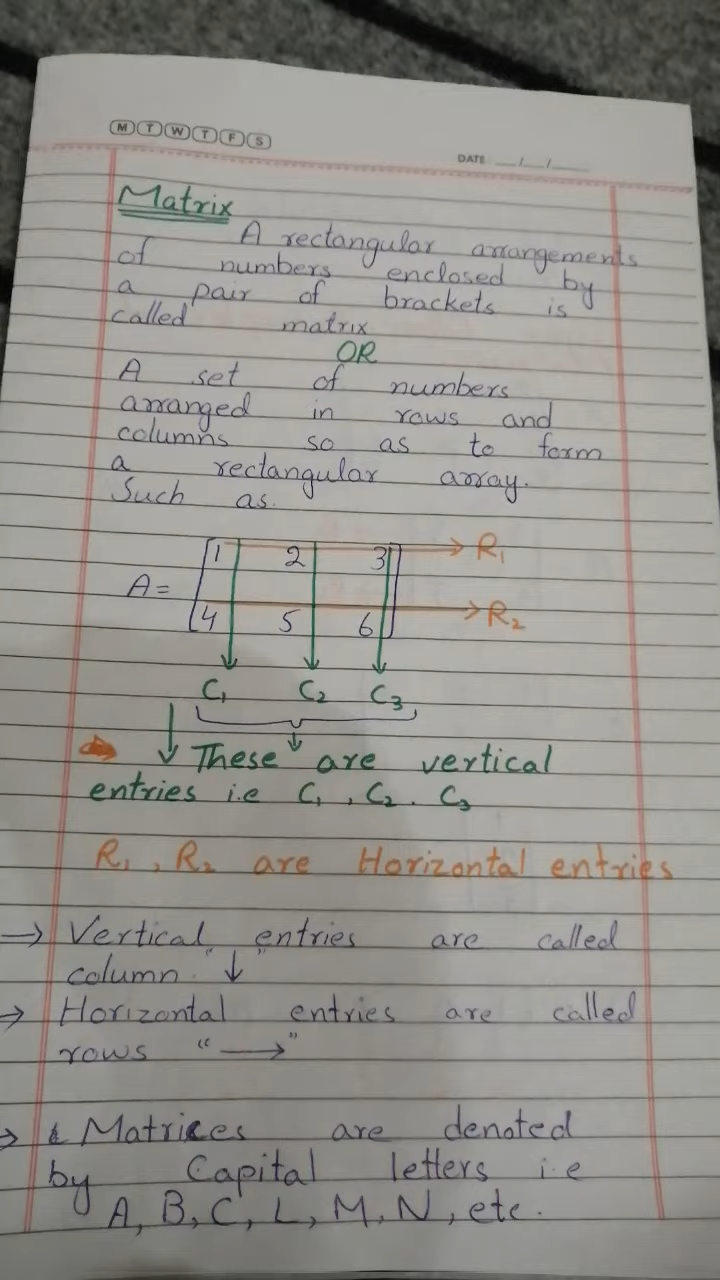 M T W T F S
DATE __/__/____
Matrix
A rectangular arrangements
of numbers enclosed by
a pair of brackets is
called matrix
OR
A set of numbers
arranged in rows and
columns so as to form
a rectangular array.
Such as.
1 2 3 → R₁
A =
4 5 6 → R₂
C₁ C₂ C₃
These are vertical
entries i.e C₁, C₂. C₃
R₁, R₂ are Horizontal entries
→ Vertical entries are called
column "↓"
→ Horizontal entries are called
rows "→"
→ Matrices are denoted
by Capital letters i.e
A, B, C, L, M, N, etc.